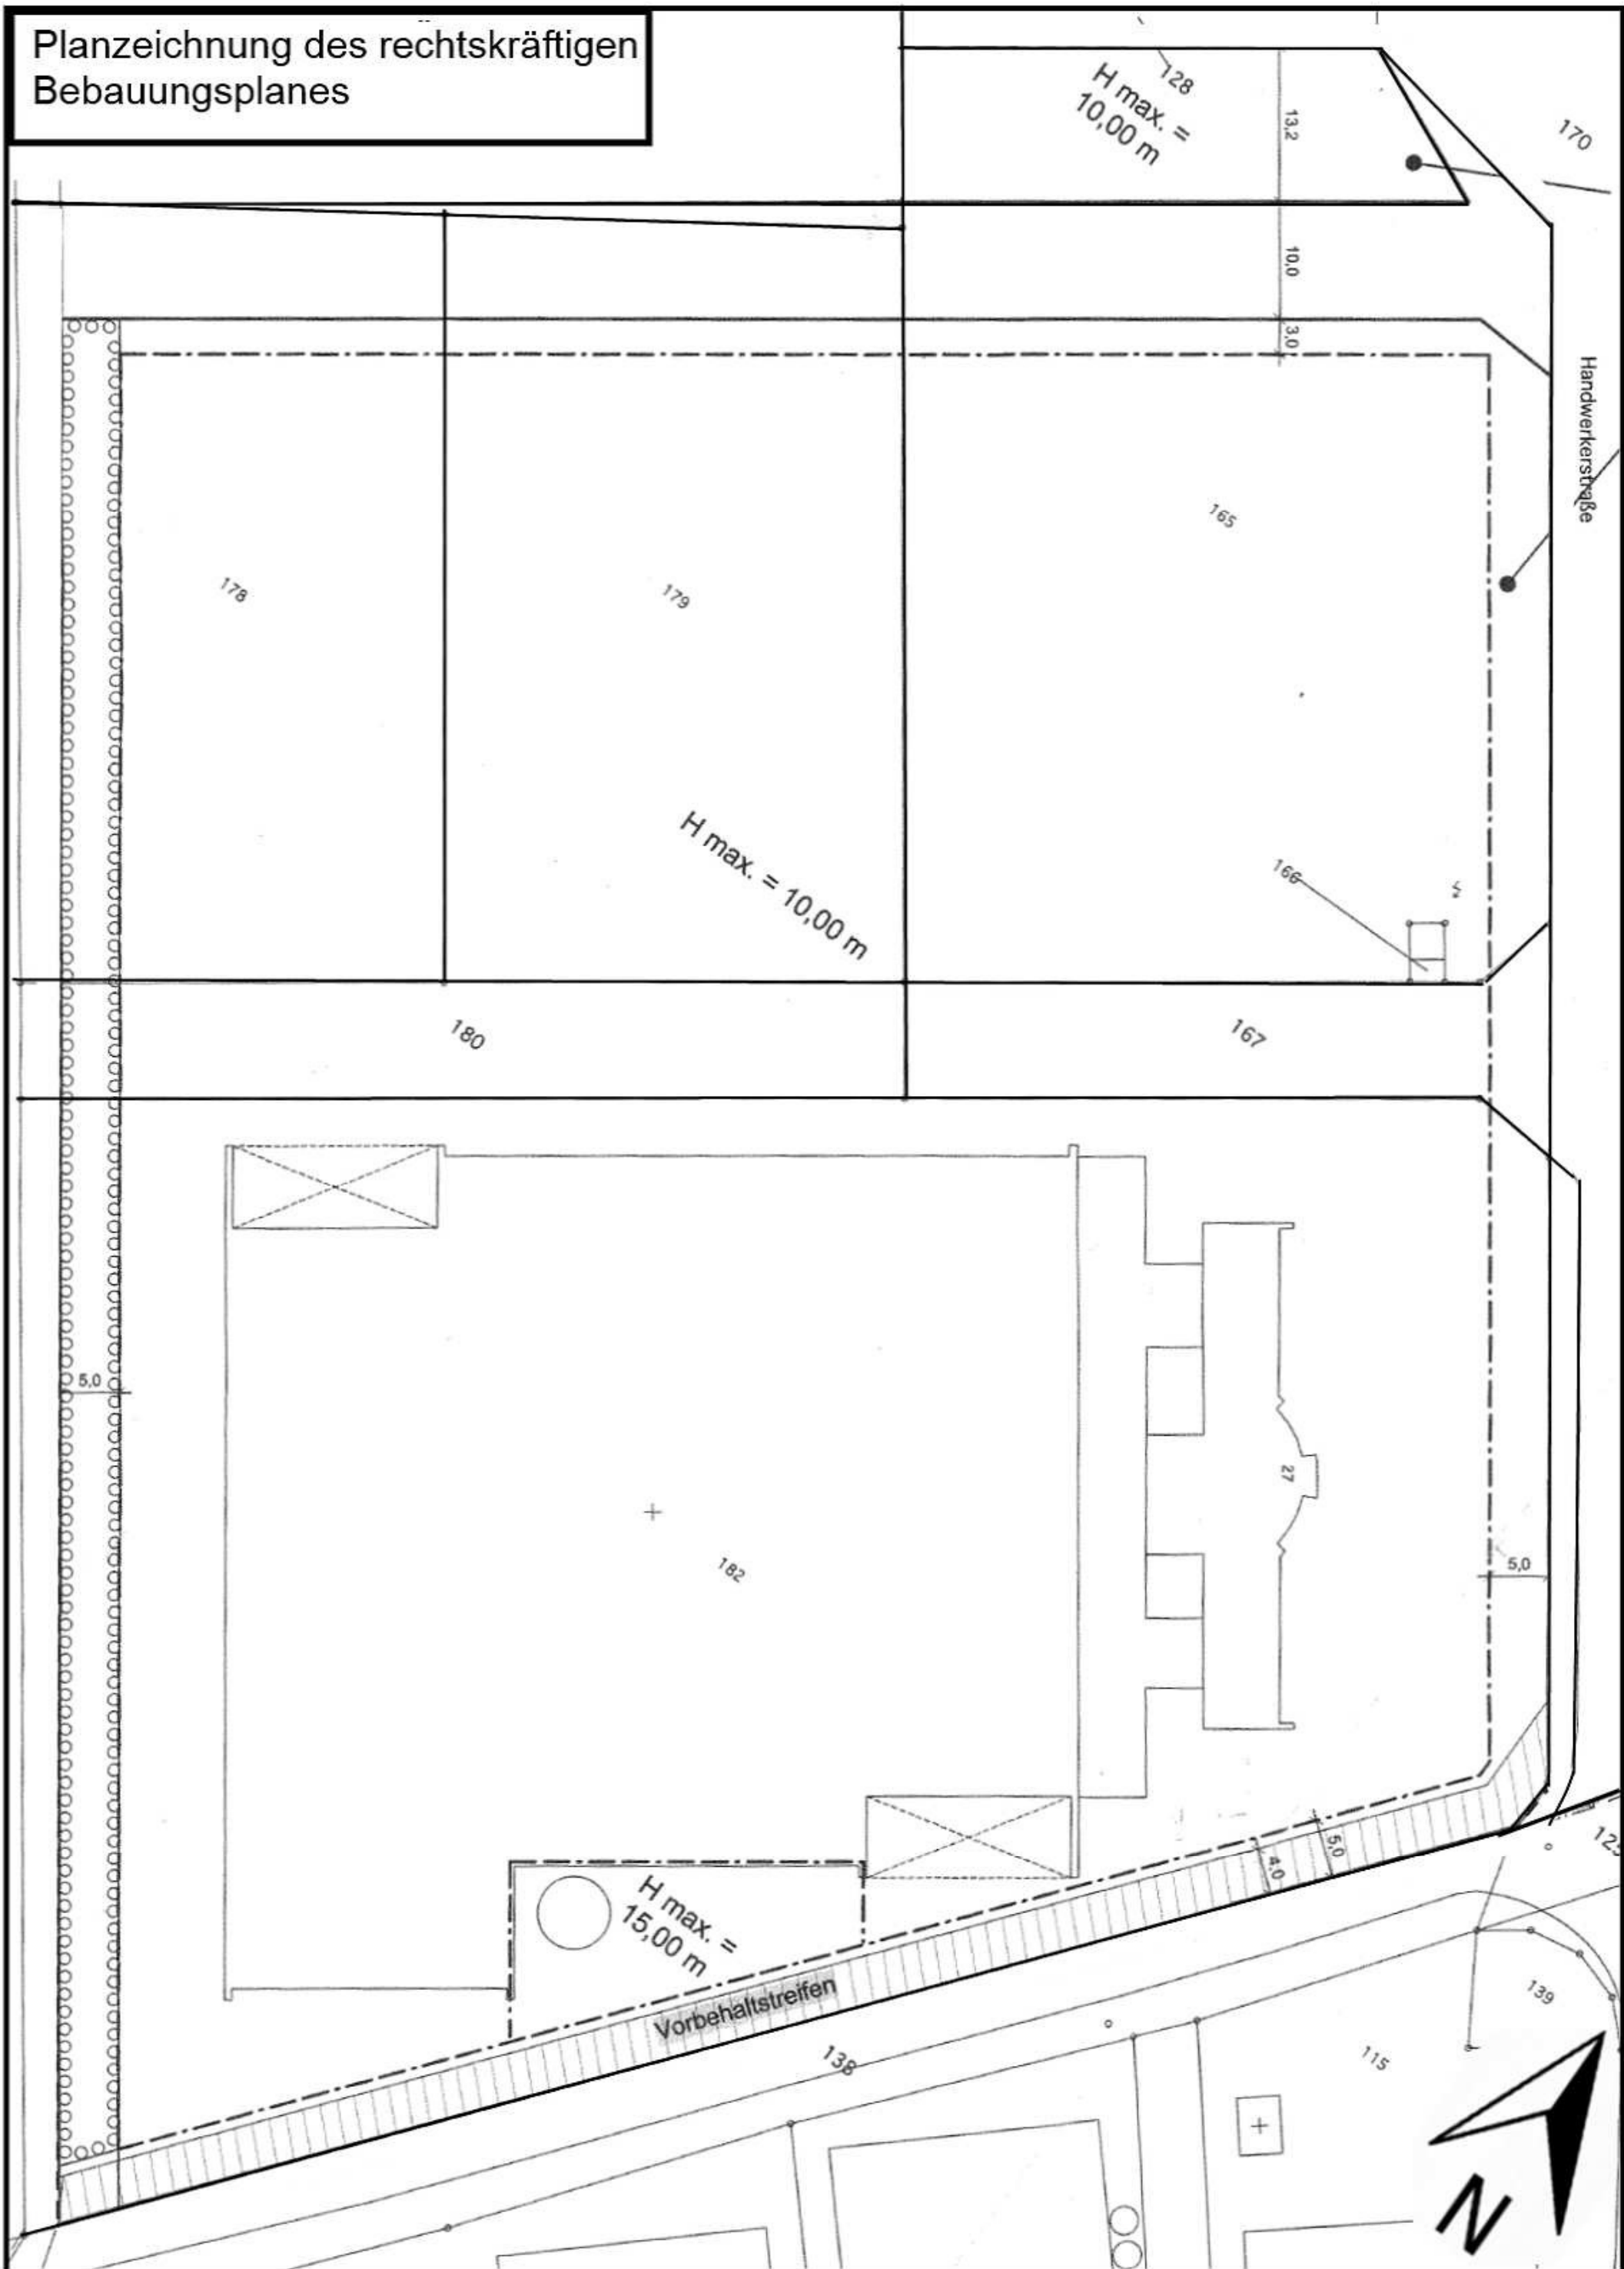 Planzeichnung des rechtskräftigen
Bebauungsplanes
128
H max. =
10,00 m
13,2
170
10,0
3,0
Handwerkerstraße
165
178
179
H max. = 10,00 m
166
180
167
5,0
27
182
5,0
5,0
4,0
H max. =
15,00 m
Vorbehaltstreifen
138
139
115
N